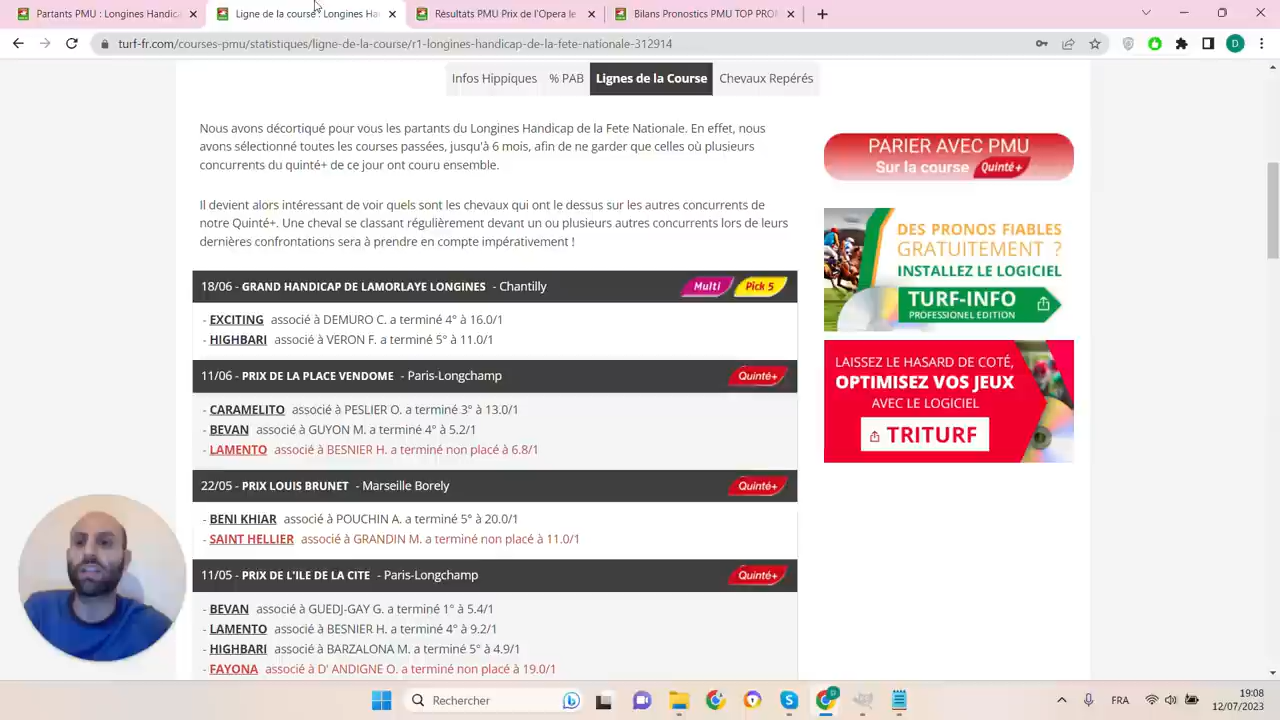 Ligne de la course : Longines Ha
Résultats PMU Prix de l'Opera le
Résultats PMU TOP PRO
turf-fr.com/courses-pmu/statistiques/lignes-de-la-course/r1-longines-handicap-de-la-fete-nationale-312914
D
Infos Hippiques
% PAB
Lignes de la Course
Chevaux Repérés
Nous avons décortiqué pour vous les partants du Longines Handicap de la Fete Nationale. En effet, nous
avons sélectionné toutes les courses passées, jusqu'à 6 mois, afin de ne garder que celles où plusieurs
concurrents du quinté+ de ce jour ont couru ensemble.
Il devient alors intéressant de voir quels sont les chevaux qui ont le dessus sur les autres concurrents de
notre Quinté+. Une cheval se classant régulièrement devant un ou plusieurs autres concurrents lors de leurs
dernières confrontations sera à prendre en compte impérativement !
18/06 - GRAND HANDICAP DE LAMORLAYE LONGINES - Chantilly
Multi
Pick 5
- EXCITING associé à DEMURO C. a terminé 4° à 16.0/1
- HIGHBARI associé à VERON F. a terminé 5° à 11.0/1
11/06 - PRIX DE LA PLACE VENDOME - Paris-Longchamp
Quinté+
- CARAMELITO associé à PESLIER O. a terminé 3° à 13.0/1
- BEVAN associé à GUYON M. a terminé 4° à 5.2/1
- LAMENTO associé à BESNIER H. a terminé non placé à 6.8/1
22/05 - PRIX LOUIS BRUNET - Marseille Borely
Quinté+
- BENI KHIAR associé à POUCHIN A. a terminé 5° à 20.0/1
- SAINT HELLIER associé à GRANDIN M. a terminé non placé à 11.0/1
11/05 - PRIX DE L'ILE DE LA CITE - Paris-Longchamp
Quinté+
- BEVAN associé à GUEDJ-GAY G. a terminé 1° à 5.4/1
- LAMENTO associé à BESNIER H. a terminé 4° à 9.2/1
- HIGHBARI associé à BARZALONA M. a terminé 5° à 4.9/1
- FAYONA associé à D' ANDIGNE O. a terminé non placé à 19.0/1
PARIER AVEC PMU
Sur la course Quinté+
DES PRONOS FIABLES
GRATUITEMENT ?
INSTALLEZ LE LOGICIEL
TURF-INFO
PROFESSIONEL EDITION
LAISSEZ LE HASARD DE COTÉ,
OPTIMISEZ VOS JEUX
AVEC LE LOGICIEL
TRITURF
Rechercher
FRA
19:08
12/07/2023